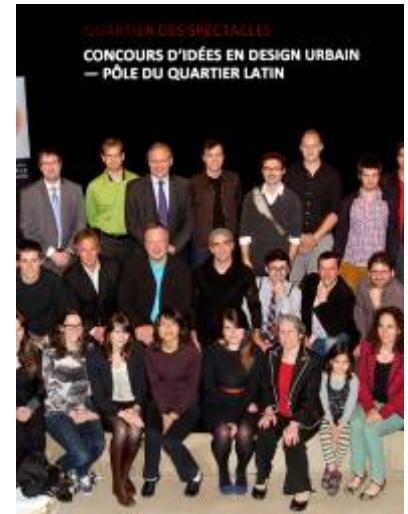 QUARTIER DES SPECTACLES
CONCOURS D'IDÉES EN DESIGN URBAIN
— PÔLE DU QUARTIER LATIN